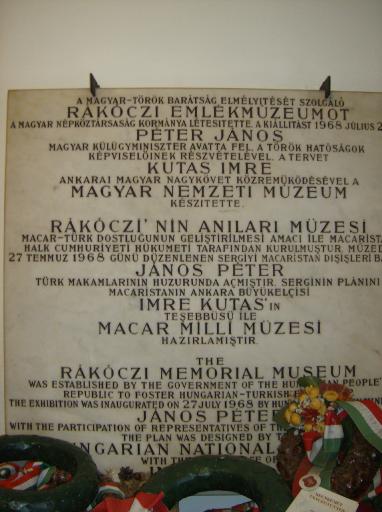 A MAGYAR-TÖRÖK BARÁTSÁG ELMÉLYÍTÉSÉT SZOLGÁLÓ
RÁKÓCZI EMLÉKMÚZEUMOT
A MAGYAR NÉPKÖZTÁRSASÁG KORMÁNYA LÉTESÍTETTE. A KIÁLLÍTÁST 1968 JÚLIUS 2
PÉTER JÁNOS
MAGYAR KÜLÜGYMINISZTER AVATTA FEL, A TÖRÖK HATÓSÁGOK
KÉPVISELŐINEK RÉSZVÉTELÉVEL. A TERVET
KUTAS IMRE
ANKARAI MAGYAR NAGYKÖVET KÖZREMŰKÖDÉSÉVEL A
MAGYAR NEMZETI MÚZEUM
KÉSZÍTETTE.
RÁKÓCZI'NİN ANILARI MÜZESİ
MACAR-TÜRK DOSTLUĞUNUN GELİŞTİRİLMESİ AMACI İLE MACARİSTA
HALK CUMHURİYETİ HÜKÜMETİ TARAFINDAN KURULMUŞTUR. MÜZED
27 TEMMUZ 1968 GÜNÜ DÜZENLENEN SERGİYİ MACARİSTAN DIŞİŞLERİ BA
JÁNOS PÉTER
TÜRK MAKAMLARININ HUZURUNDA AÇMIŞTIR. SERGİNİN PLÂNINI
MACARİSTANIN ANKARA BÜYÜKELÇİSİ
IMRE KUTAS'IN
TEŞEBBÜSÜ İLE
MACAR MİLLÎ MÜZESİ
HAZIRLAMIŞTIR.
THE
RÁKÓCZI MEMORIAL MUSEUM
WAS ESTABLISHED BY THE GOVERNMENT OF THE HUNGARIAN PEOPLE'
REPUBLIC TO FOSTER HUNGARIAN-TURKISH
THE EXHIBITION WAS INAUGURATED ON 27 JULY 1968 BY
JÁNOS PÉTER
WITH THE PARTICIPATION OF REPRESENTATIVES OF THE
THE PLAN WAS DESIGNED BY
HUNGARIAN NATIONAL
WITH THE OF